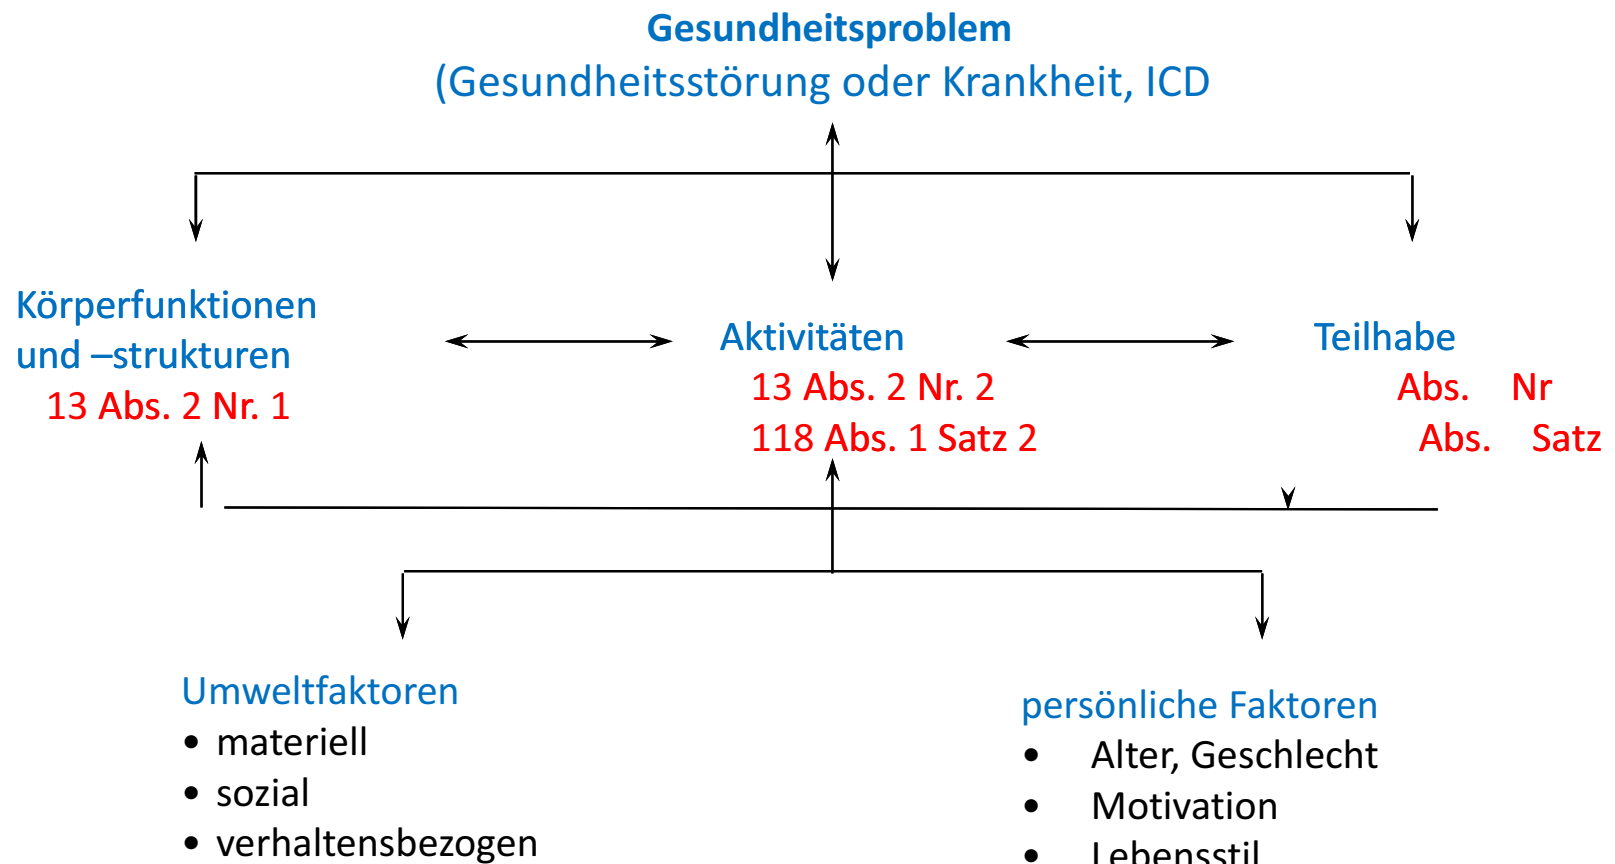 Gesundheitsproblem
(Gesundheitsstörung oder Krankheit, ICD
Körperfunktionen
und –strukturen
13 Abs. 2 Nr. 1
Aktivitäten
13 Abs. 2 Nr. 2
118 Abs. 1 Satz 2
Teilhabe
Abs. Nr
Abs. Satz
Umweltfaktoren
• materiell
• sozial
• verhaltensbezogen
persönliche Faktoren
• Alter, Geschlecht
• Motivation
• Lebensstil